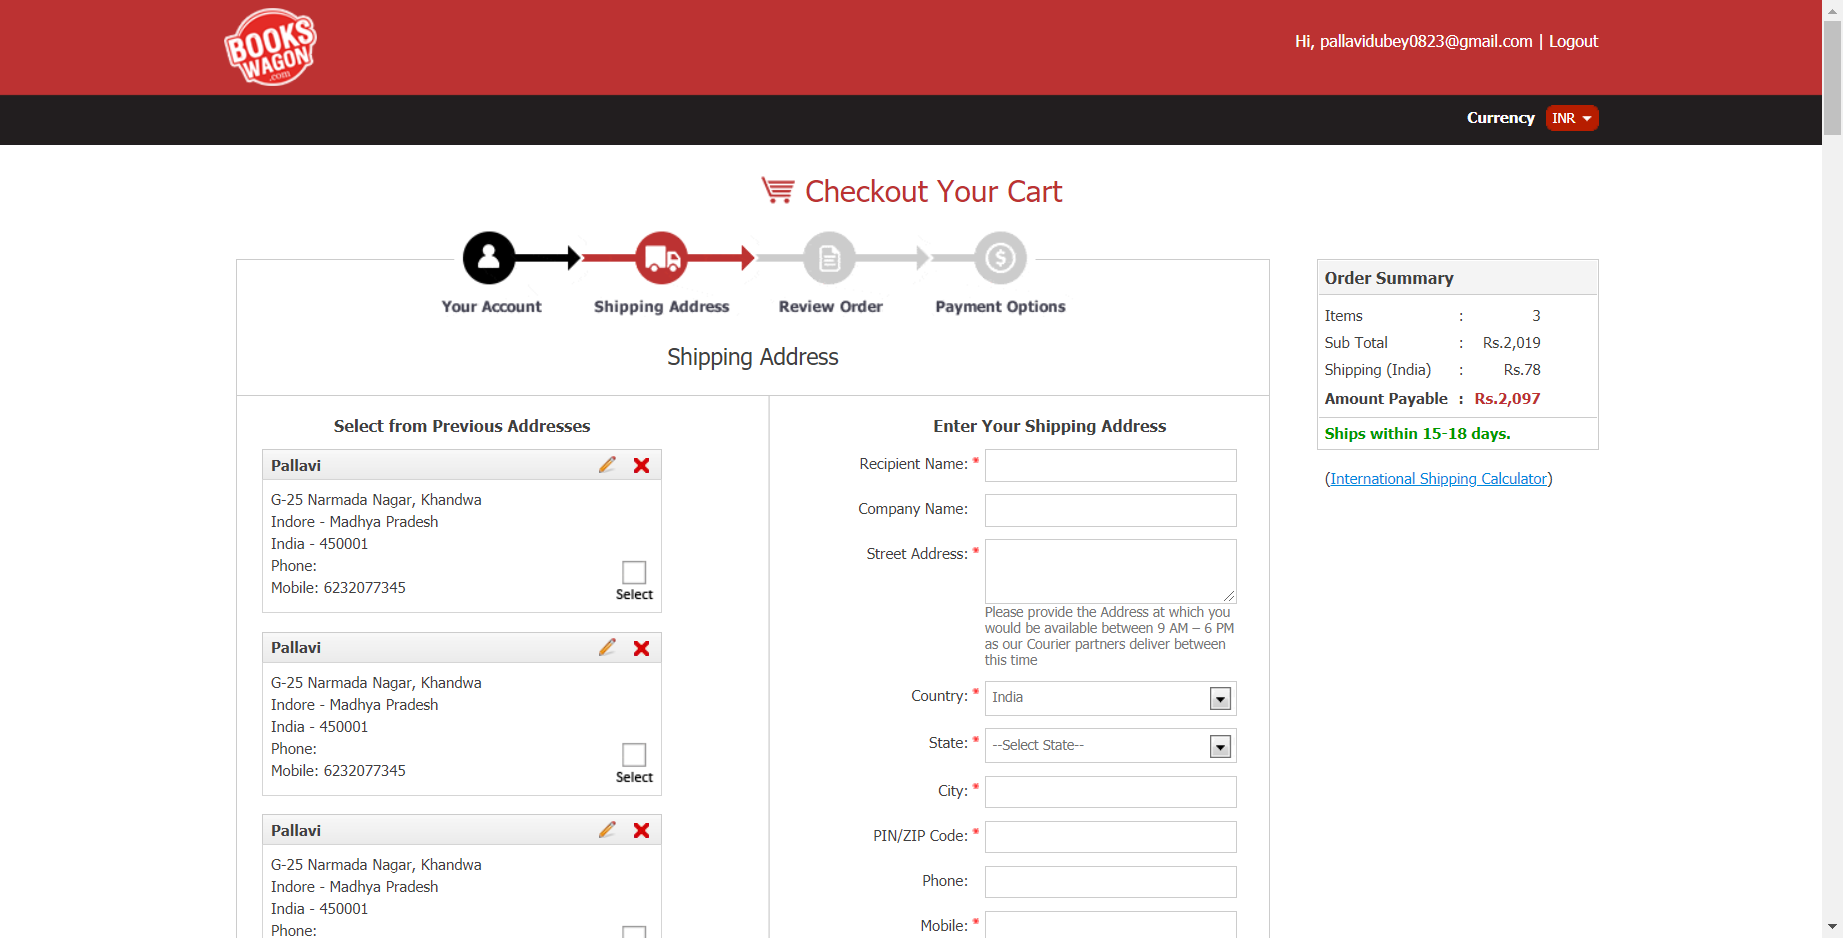 BOOKS
WAGON
.com
Hi, pallavidubey0823@gmail.com | Logout
Currency INR
Checkout Your Cart
Your Account
Shipping Address
Review Order
Payment Options
Shipping Address
Select from Previous Addresses
Pallavi
G-25 Narmada Nagar, Khandwa
Indore - Madhya Pradesh
India - 450001
Phone:
Mobile: 6232077345
Select
Pallavi
G-25 Narmada Nagar, Khandwa
Indore - Madhya Pradesh
India - 450001
Phone:
Mobile: 6232077345
Select
Pallavi
G-25 Narmada Nagar, Khandwa
Indore - Madhya Pradesh
India - 450001
Phone:
Enter Your Shipping Address
Recipient Name: *
Company Name:
Street Address: *
Please provide the Address at which you
would be available between 9 AM – 6 PM
as our Courier partners deliver between
this time
Country: * India
State: * --Select State--
City: *
PIN/ZIP Code: *
Phone:
Mobile: *
Order Summary
Items : 3
Sub Total : Rs.2,019
Shipping (India) : Rs.78
Amount Payable : Rs.2,097
Ships within 15-18 days.
(International Shipping Calculator)